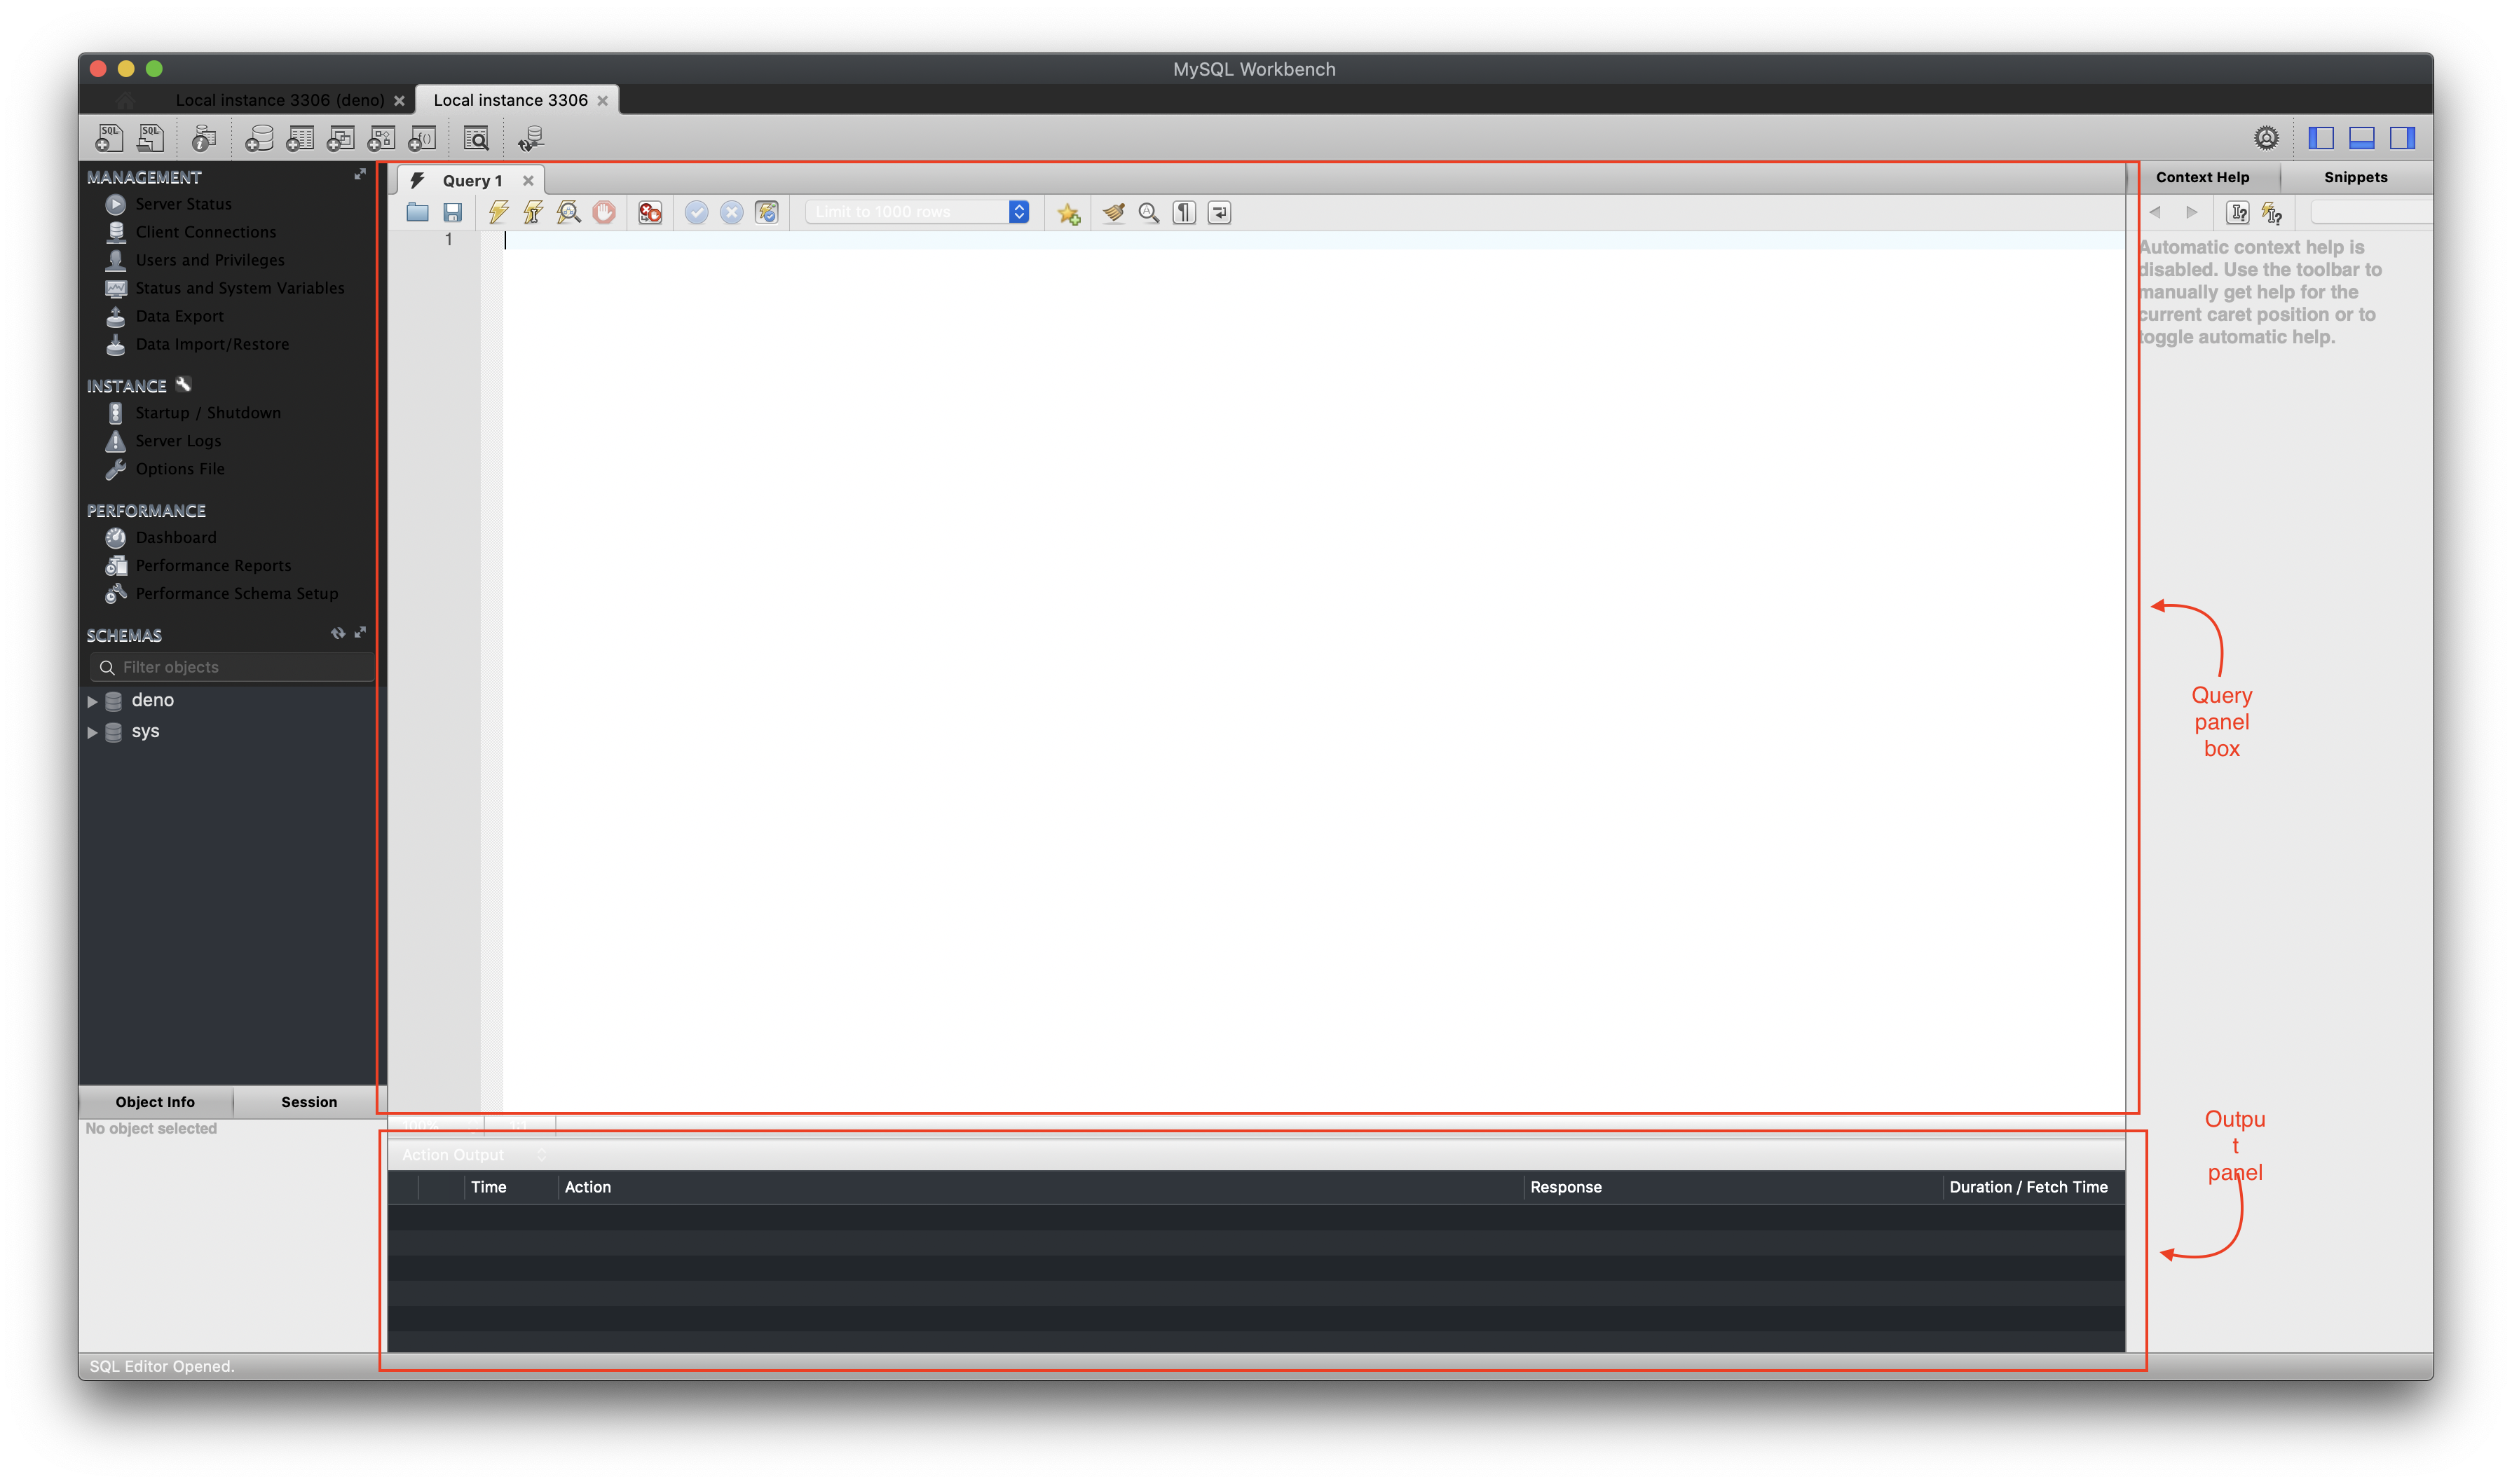 MySQL Workbench
Local instance 3306 (deno)
Local instance 3306
SQL
SQL
MANAGEMENT
Server Status
Client Connections
Users and Privileges
Status and System Variables
Data Export
Data Import/Restore
INSTANCE
Startup / Shutdown
Server Logs
Options File
PERFORMANCE
Dashboard
Performance Reports
Performance Schema Setup
SCHEMAS
Filter objects
deno
sys
Object Info
Session
No object selected
Query 1
Limit to 1000 rows
1
100%
1:1
Action Output
Time
Action
Response
Duration / Fetch Time
Context Help
Snippets
Automatic context help is
disabled. Use the toolbar to
manually get help for the
current caret position or to
toggle automatic help.
Query
panel
box
Outpu
t
panel
SQL Editor Opened.